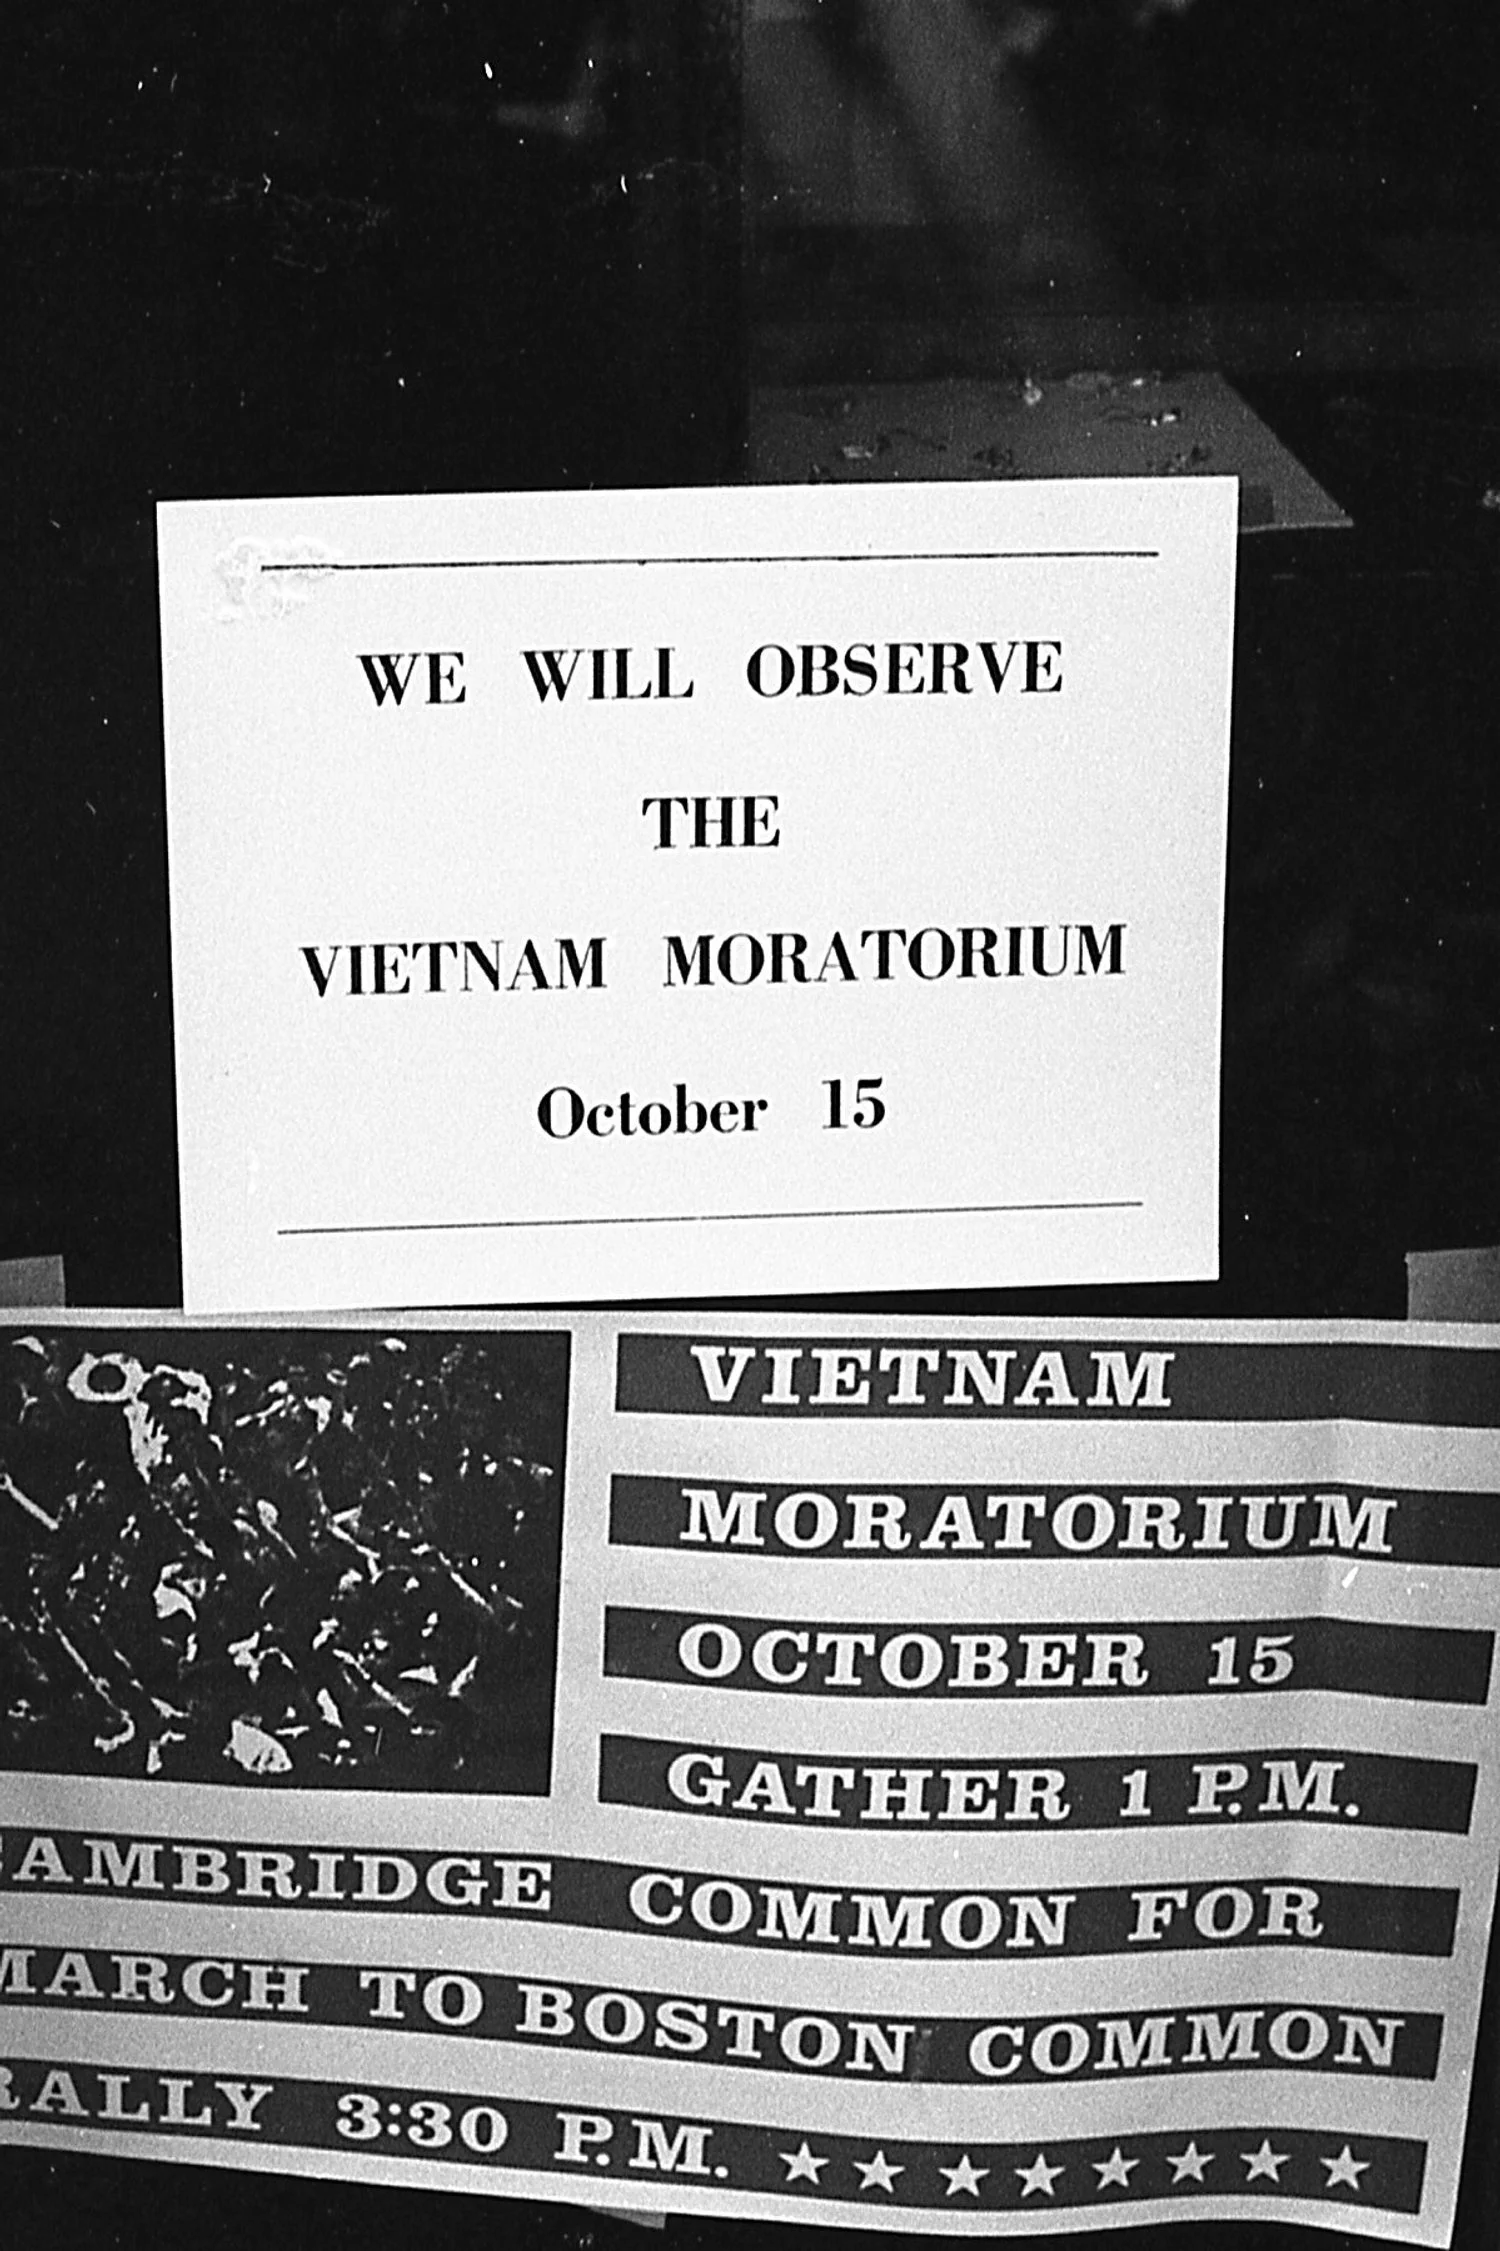 WE WILL OBSERVE
THE
VIETNAM MORATORIUM
October 15
VIETNAM
MORATORIUM
OCTOBER 15
GATHER 1 P.M.
CAMBRIDGE COMMON FOR
MARCH TO BOSTON COMMON
RALLY 3:30 P.M. ★★★★★★★★